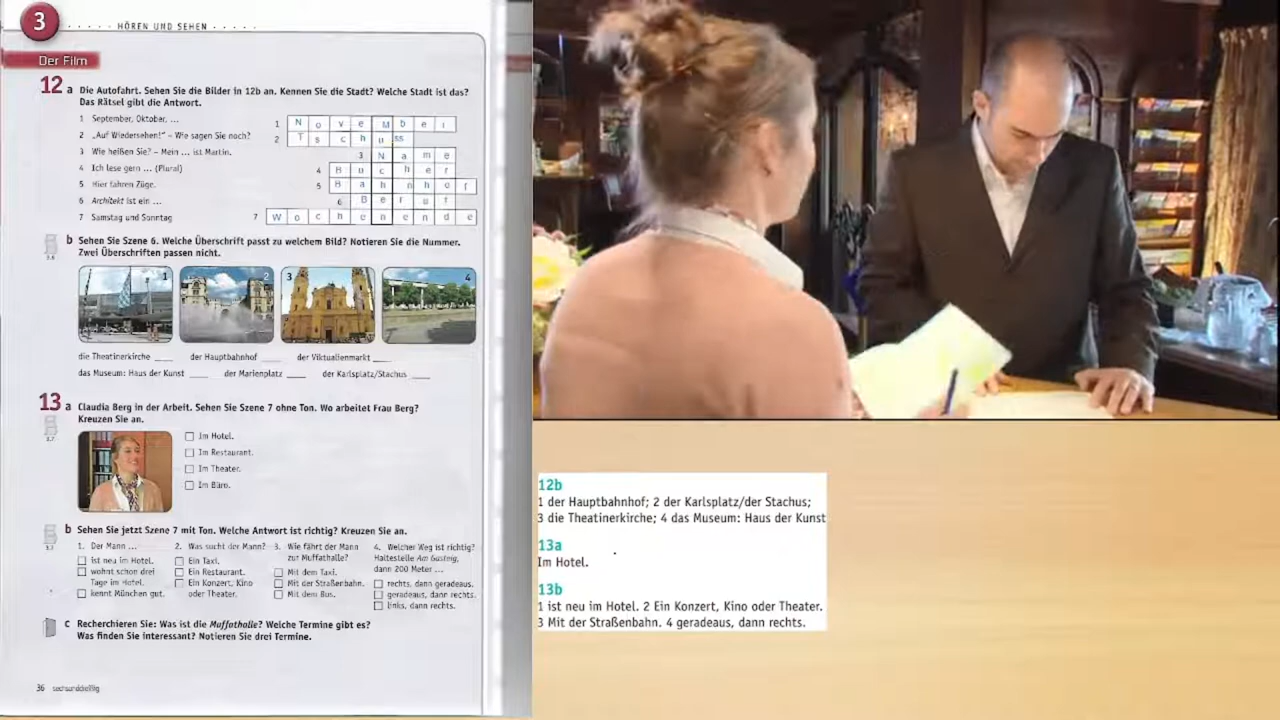 3
HÖREN UND SEHEN
Der Film
12 a Die Autofahrt. Sehen Sie die Bilder in 12b an. Kennen Sie die Stadt? Welche Stadt ist das?
Das Rätsel gibt die Antwort.
1 September, Oktober, ...
2 „Auf Wiedersehen!“ – Wie sagen Sie noch?
3 Wie heißen Sie? – Mein ... ist Martin.
4 Ich lese gern ... (Plural)
5 Hier fahren Züge.
6 Architekt ist ein ...
7 Samstag und Sonntag
1 N o v e M b e r
2 T s c h u ss
3 N a m e
4 B u c h e r
5 B a h n h o f
6 B e r u f
7 W o c h e n e n d e
b Sehen Sie Szene 6. Welche Überschrift passt zu welchem Bild? Notieren Sie die Nummer.
Zwei Überschriften passen nicht.
1 2 3 4
die Theatinerkirche ___ der Hauptbahnhof ___ der Viktualienmarkt ___
das Museum: Haus der Kunst ___ der Marienplatz ___ der Karlsplatz/Stachus ___
13 a Claudia Berg in der Arbeit. Sehen Sie Szene 7 ohne Ton. Wo arbeitet Frau Berg?
Kreuzen Sie an.
Im Hotel.
Im Restaurant.
Im Theater.
Im Büro.
b Sehen Sie jetzt Szene 7 mit Ton. Welche Antwort ist richtig? Kreuzen Sie an.
1. Der Mann ...
ist neu im Hotel.
wohnt schon drei
Tage im Hotel.
kennt München gut.
2. Was sucht der Mann?
Ein Taxi.
Ein Restaurant.
Ein Konzert, Kino
oder Theater.
3. Wie fährt der Mann
zur Muffathalle?
Mit dem Taxi.
Mit der Straßenbahn.
Mit dem Bus.
4. Welcher Weg ist richtig?
Haltestelle Am Gasteig,
dann 200 Meter ...
rechts, dann geradeaus.
geradeaus, dann rechts.
links, dann rechts.
c Recherchieren Sie: Was ist die Muffathalle? Welche Termine gibt es?
Was finden Sie interessant? Notieren Sie drei Termine.
36 sechsunddreißig
12b
1 der Hauptbahnhof; 2 der Karlsplatz/der Stachus;
3 die Theatinerkirche; 4 das Museum: Haus der Kunst
13a
Im Hotel.
13b
1 ist neu im Hotel. 2 Ein Konzert, Kino oder Theater.
3 Mit der Straßenbahn. 4 geradeaus, dann rechts.